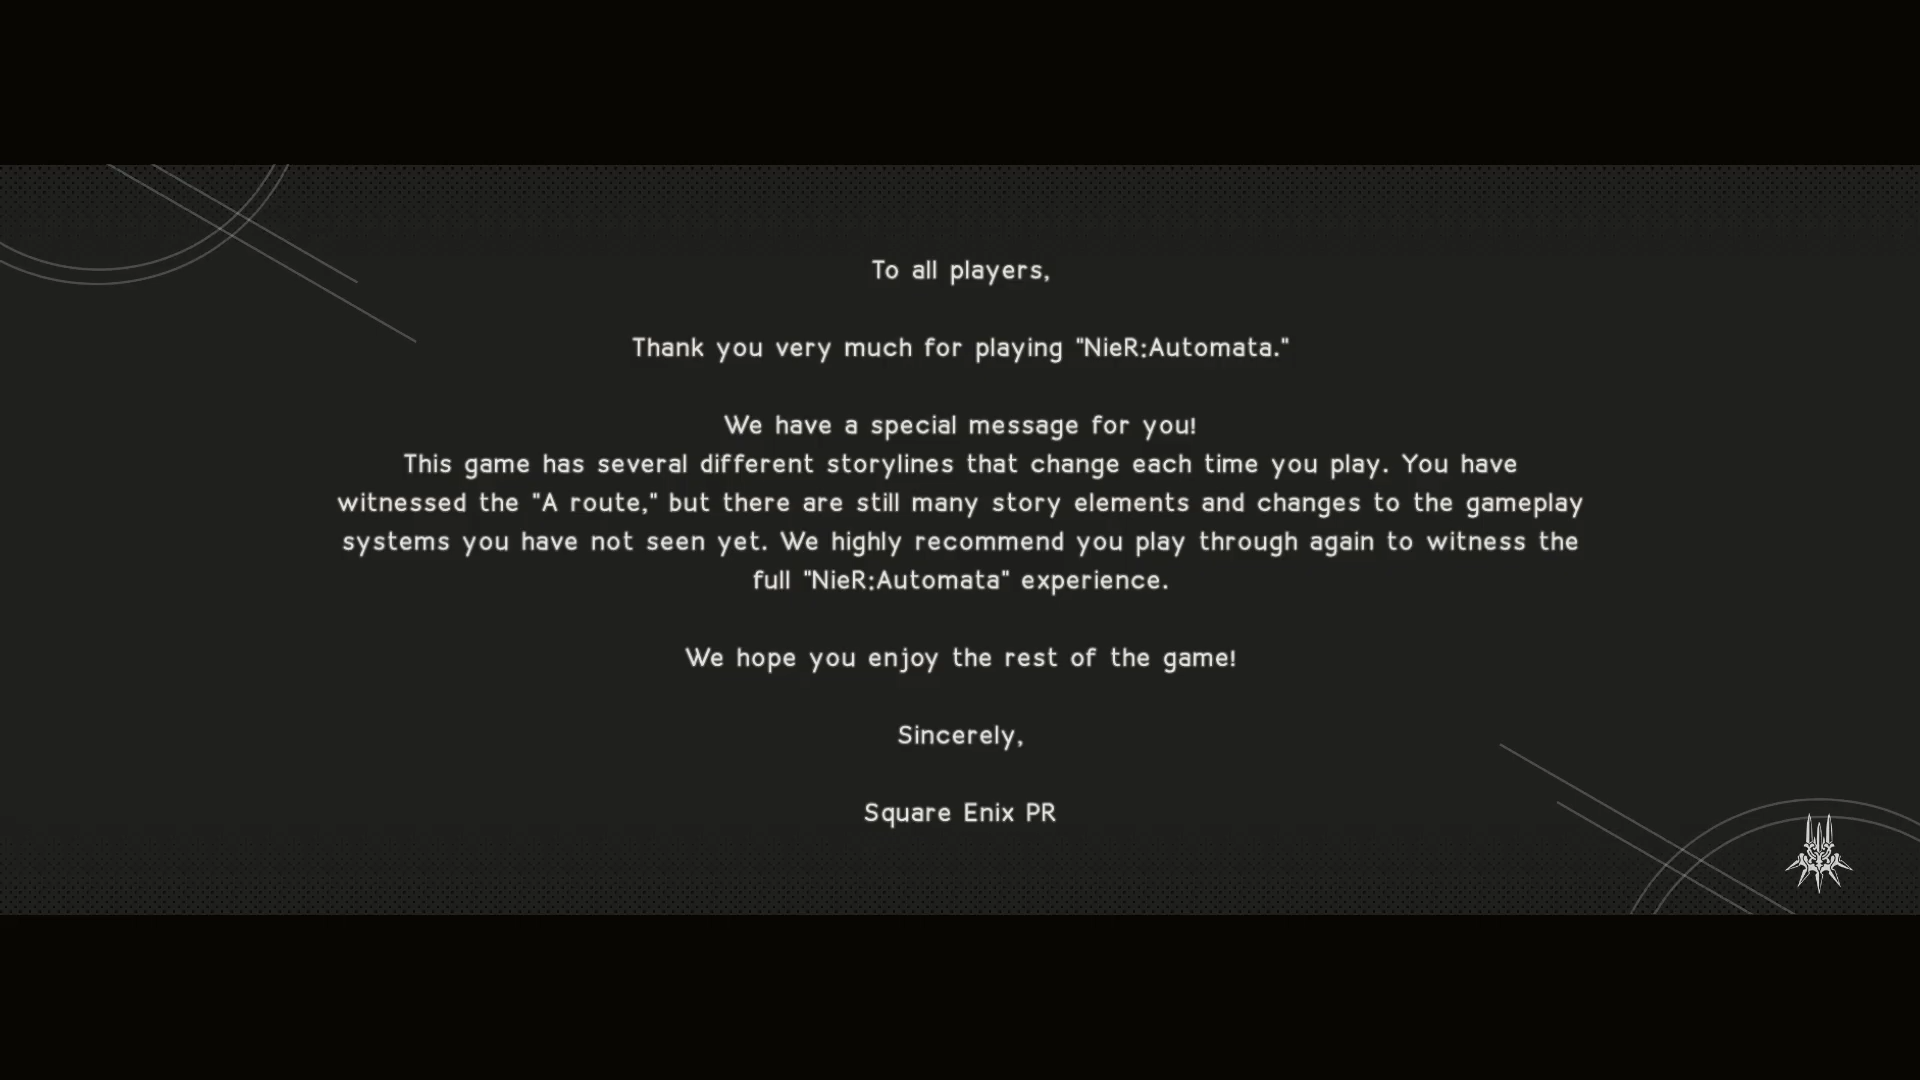 To all players,
Thank you very much for playing "NieR:Automata."
We have a special message for you!
This game has several different storylines that change each time you play. You have
witnessed the "A route," but there are still many story elements and changes to the gameplay
systems you have not seen yet. We highly recommend you play through again to witness the
full "NieR:Automata" experience.
We hope you enjoy the rest of the game!
Sincerely,
Square Enix PR